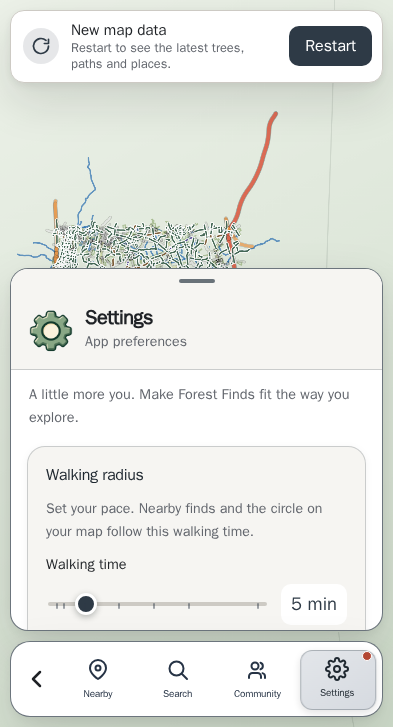 New map data
Restart to see the latest trees,
paths and places.
Restart
Settings
App preferences
A little more you. Make Forest Finds fit the way you
explore.
Walking radius
Set your pace. Nearby finds and the circle on
your map follow this walking time.
Walking time
5 min
Nearby
Search
Community
Settings